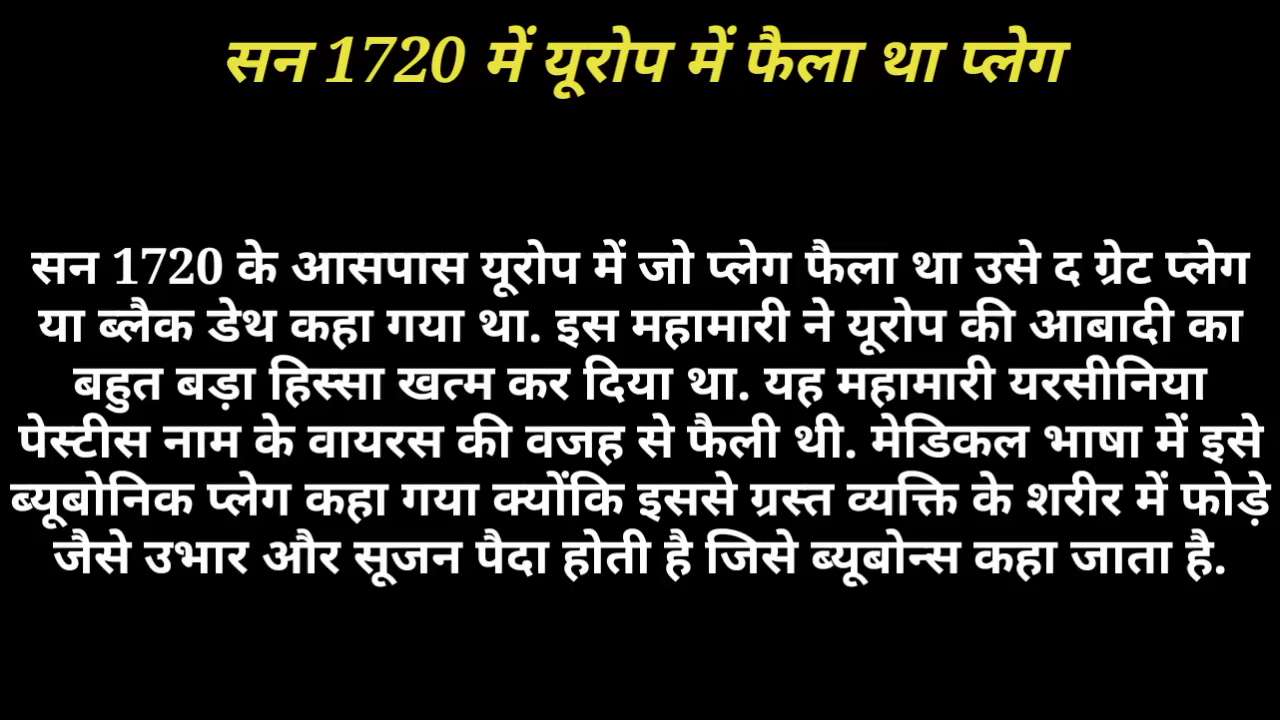 सन 1720 में यूरोप में फैला था प्लेग
सन 1720 के आसपास यूरोप में जो प्लेग फैला था उसे द ग्रेट प्लेग
या ब्लैक डेथ कहा गया था. इस महामारी ने यूरोप की आबादी का
बहुत बड़ा हिस्सा खत्म कर दिया था. यह महामारी यरसीनिया
पेस्टीस नाम के वायरस की वजह से फैली थी. मेडिकल भाषा में इसे
ब्यूबोनिक प्लेग कहा गया क्योंकि इससे ग्रस्त व्यक्ति के शरीर में फोड़े
जैसे उभार और सूजन पैदा होती है जिसे ब्यूबोन्स कहा जाता है.